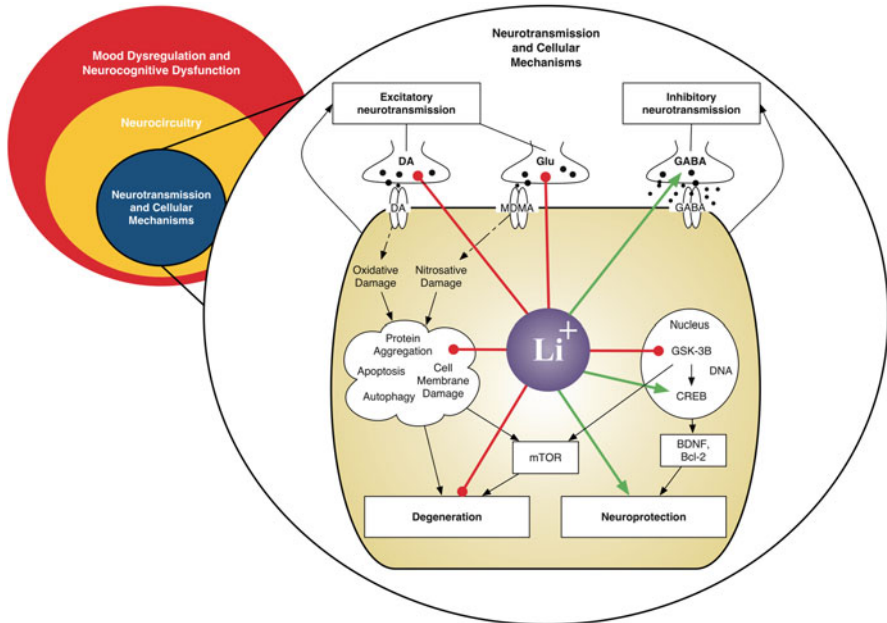 Mood Dysregulation and
Neurocognitive Dysfunction
Neurocircuitry
Neurotransmission
and Cellular
Mechanisms
Neurotransmission
and Cellular
Mechanisms
Excitatory
neurotransmission
Inhibitory
neurotransmission
DA
Glu
GABA
DA
MDMA
GABA
Oxidative
Damage
Nitrosative
Damage
Protein
Aggregation
Apoptosis
Cell
Membrane
Damage
Autophagy
Li+
Nucleus
GSK-3B
DNA
CREB
mTOR
BDNF,
Bcl-2
Degeneration
Neuroprotection